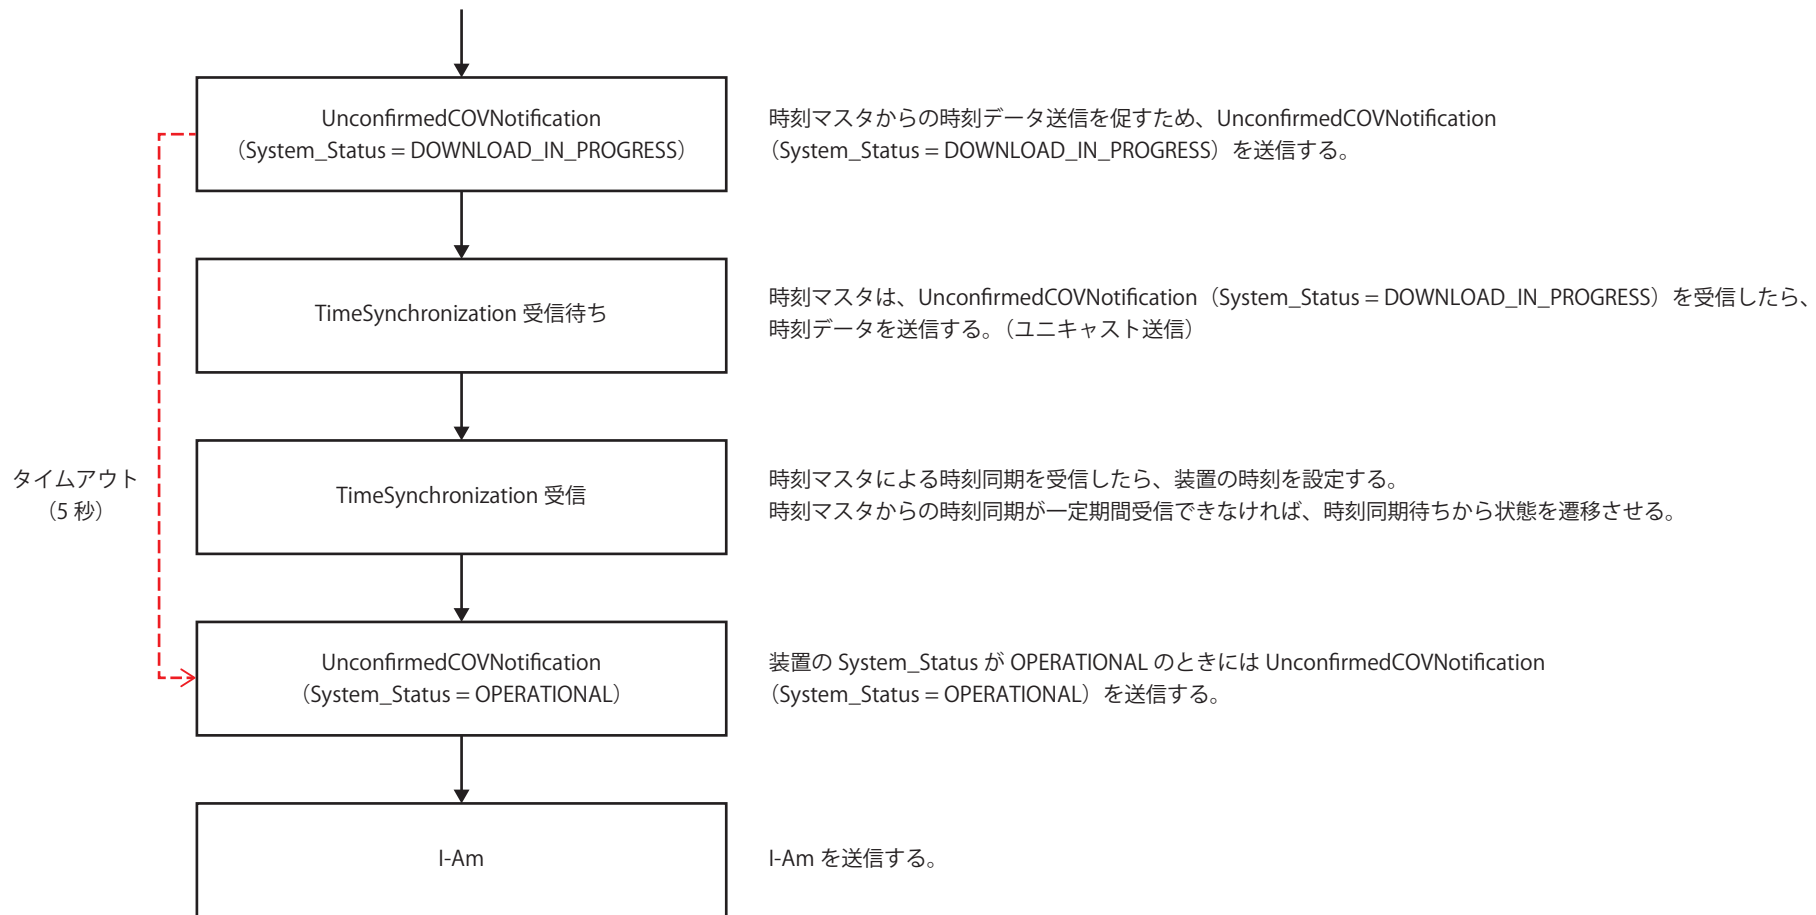 UnconfirmedCOVNotification
（System_Status = DOWNLOAD_IN_PROGRESS）
時刻マスタからの時刻データ送信を促すため、UnconfirmedCOVNotification
（System_Status = DOWNLOAD_IN_PROGRESS）を送信する。
TimeSynchronization 受信待ち
時刻マスタは、UnconfirmedCOVNotification（System_Status = DOWNLOAD_IN_PROGRESS）を受信したら、
時刻データを送信する。（ユニキャスト送信）
タイムアウト
（5 秒）
TimeSynchronization 受信
時刻マスタによる時刻同期を受信したら、装置の時刻を設定する。
時刻マスタからの時刻同期が一定期間受信できなければ、時刻同期待ちから状態を遷移させる。
UnconfirmedCOVNotification
（System_Status = OPERATIONAL）
装置の System_Status が OPERATIONAL のときには UnconfirmedCOVNotification
（System_Status = OPERATIONAL）を送信する。
I-Am
I-Am を送信する。